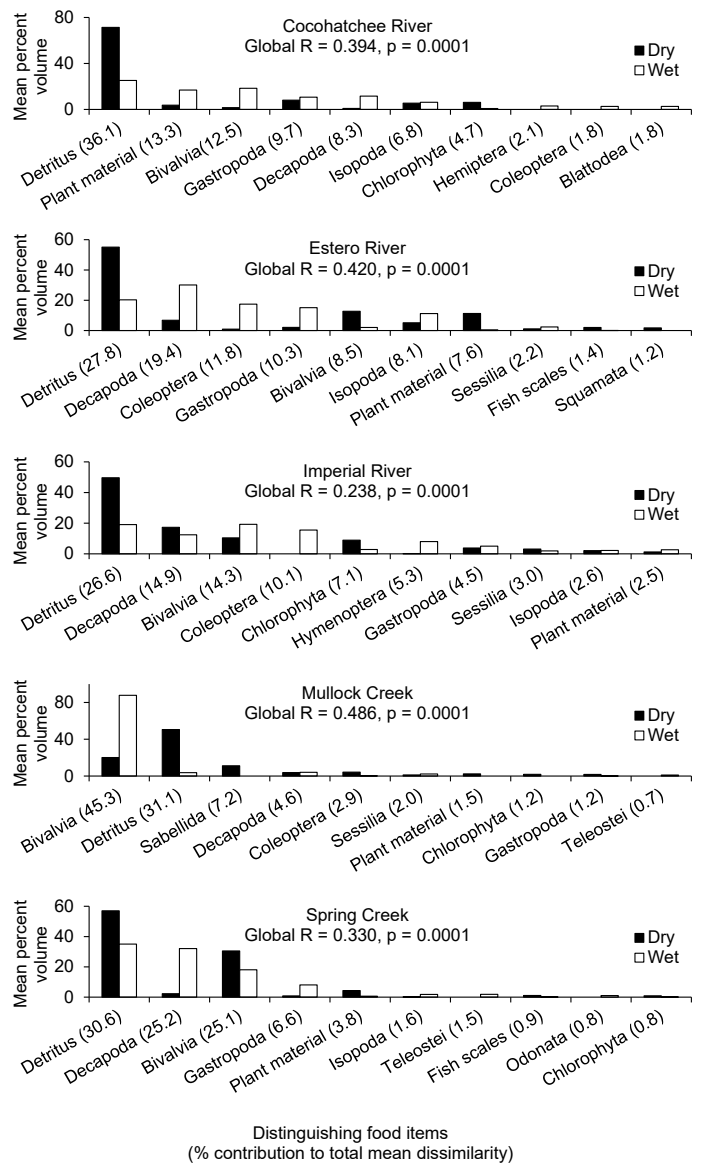 Cocohatchee River
Global R = 0.394, p = 0.0001
Mean percent
volume
80
40
0
Dry
Wet
Detritus (36.1)
Plant material (13.3)
Bivalvia(12.5)
Gastropoda (9.7)
Decapoda (8.3)
Isopoda (6.8)
Chlorophyta (4.7)
Hemiptera (2.1)
Coleoptera (1.8)
Blattodea (1.8)
Estero River
Global R = 0.420, p = 0.0001
Mean percent
volume
60
40
20
0
Dry
Wet
Detritus (27.8)
Decapoda (19.4)
Coleoptera (11.8)
Gastropoda (10.3)
Bivalvia (8.5)
Isopoda (8.1)
Plant material (7.6)
Sessilia (2.2)
Fish scales (1.4)
Squamata (1.2)
Imperial River
Global R = 0.238, p = 0.0001
Mean percent
volume
60
40
20
0
Dry
Wet
Detritus (26.6)
Decapoda (14.9)
Bivalvia (14.3)
Coleoptera (10.1)
Chlorophyta (7.1)
Hymenoptera (5.3)
Gastropoda (4.5)
Sessilia (3.0)
Isopoda (2.6)
Plant material (2.5)
Mullock Creek
Global R = 0.486, p = 0.0001
Mean percent
volume
80
40
0
Dry
Wet
Bivalvia (45.3)
Detritus (31.1)
Sabellida (7.2)
Decapoda (4.6)
Coleoptera (2.9)
Sessilia (2.0)
Plant material (1.5)
Chlorophyta (1.2)
Gastropoda (1.2)
Teleostei (0.7)
Spring Creek
Global R = 0.330, p = 0.0001
Mean percent
volume
60
40
20
0
Dry
Wet
Detritus (30.6)
Decapoda (25.2)
Bivalvia (25.1)
Gastropoda (6.6)
Plant material (3.8)
Isopoda (1.6)
Teleostei (1.5)
Fish scales (0.9)
Odonata (0.8)
Chlorophyta (0.8)
Distinguishing food items
(% contribution to total mean dissimilarity)